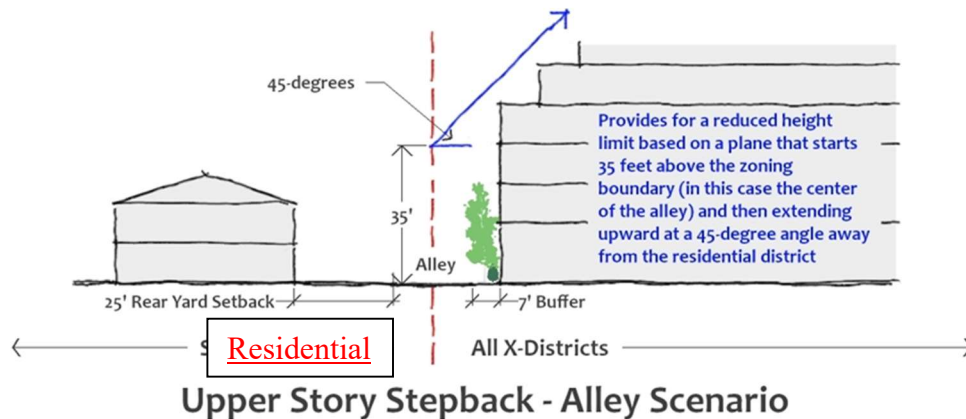 45-degrees
Provides for a reduced height
limit based on a plane that starts
35 feet above the zoning
boundary (in this case the center
of the alley) and then extending
upward at a 45-degree angle away
from the residential district
35'
Alley
25' Rear Yard Setback
7' Buffer
Residential
All X-Districts
Upper Story Stepback - Alley Scenario